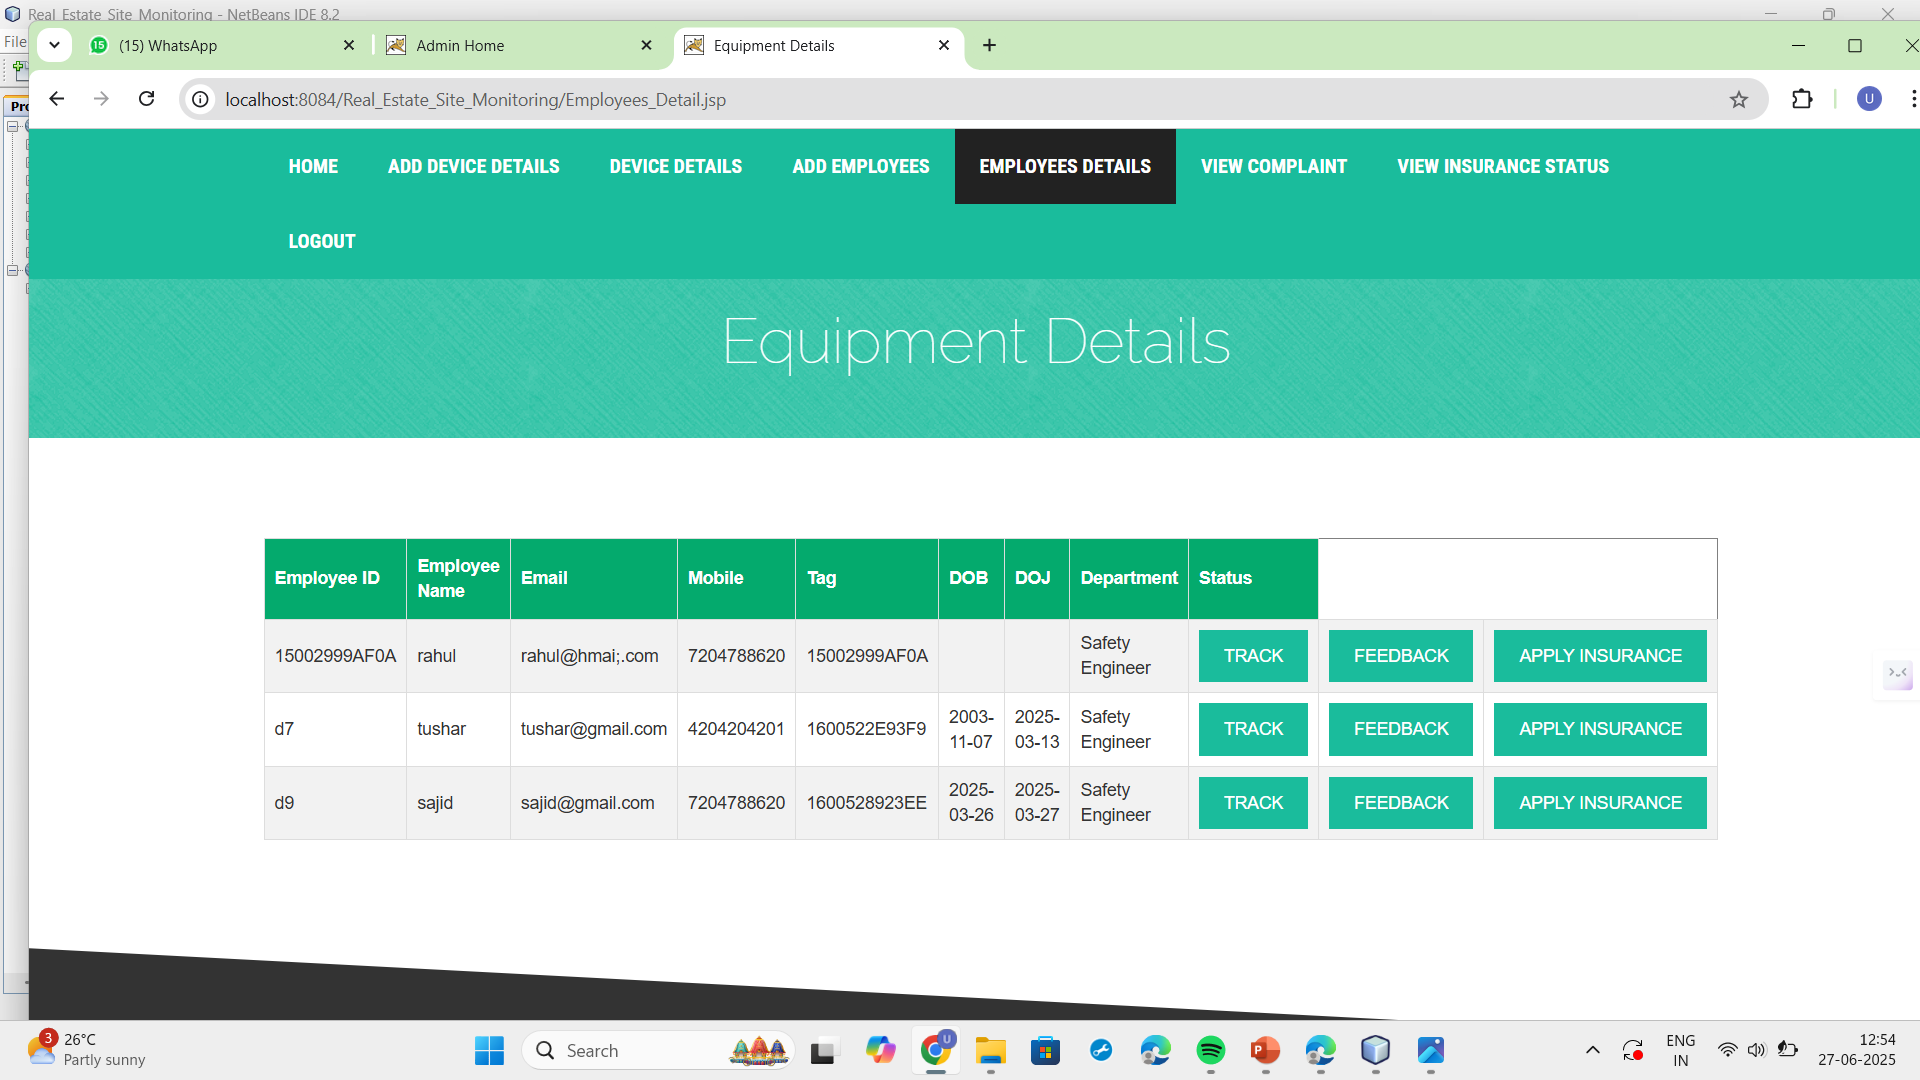 Real_Estate_Site_Monitoring - NetBeans IDE 8.2
File
15 (15) WhatsApp
Admin Home
Equipment Details
Pro
localhost:8084/Real_Estate_Site_Monitoring/Employees_Detail.jsp
U
HOME ADD DEVICE DETAILS DEVICE DETAILS ADD EMPLOYEES EMPLOYEES DETAILS VIEW COMPLAINT VIEW INSURANCE STATUS
LOGOUT
Equipment Details
Employee ID Employee Name Email Mobile Tag DOB DOJ Department Status
15002999AF0A rahul rahul@hmai;.com 7204788620 15002999AF0A Safety Engineer TRACK FEEDBACK APPLY INSURANCE
d7 tushar tushar@gmail.com 4204204201 1600522E93F9 2003-11-07 2025-03-13 Safety Engineer TRACK FEEDBACK APPLY INSURANCE
d9 sajid sajid@gmail.com 7204788620 1600528923EE 2025-03-26 2025-03-27 Safety Engineer TRACK FEEDBACK APPLY INSURANCE
3 26°C
Partly sunny
Search
U
P
ENG
IN
12:54
27-06-2025